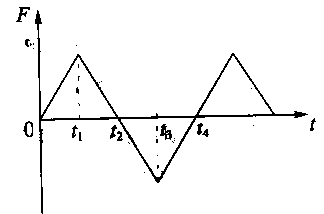 F
0 t₁ t₂ t₃ t₄ t